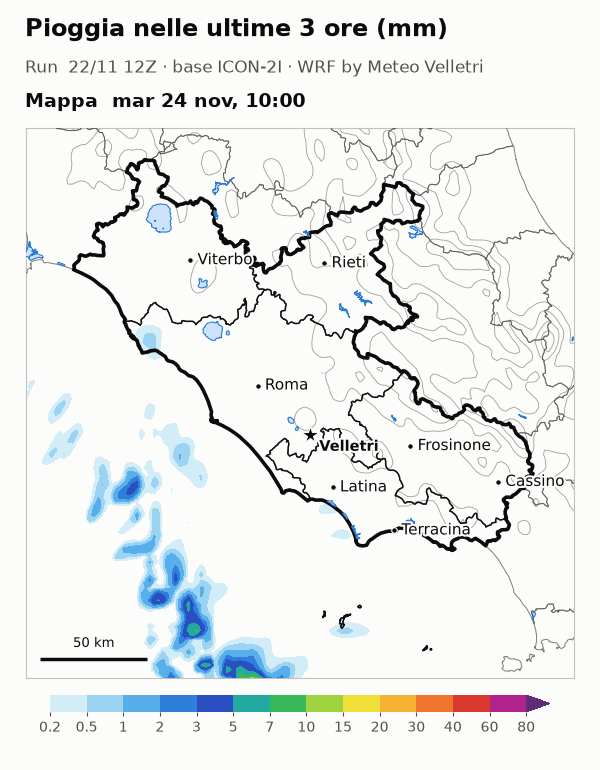 Pioggia nelle ultime 3 ore (mm)
Run  22/11 12Z · base ICON-2I · WRF by Meteo Velletri
Mappa  mar 24 nov, 10:00
Viterbo
Rieti
Roma
Velletri
Frosinone
Cassino
Latina
Terracina
50 km
0.2 0.5 1 2 3 5 7 10 15 20 30 40 60 80